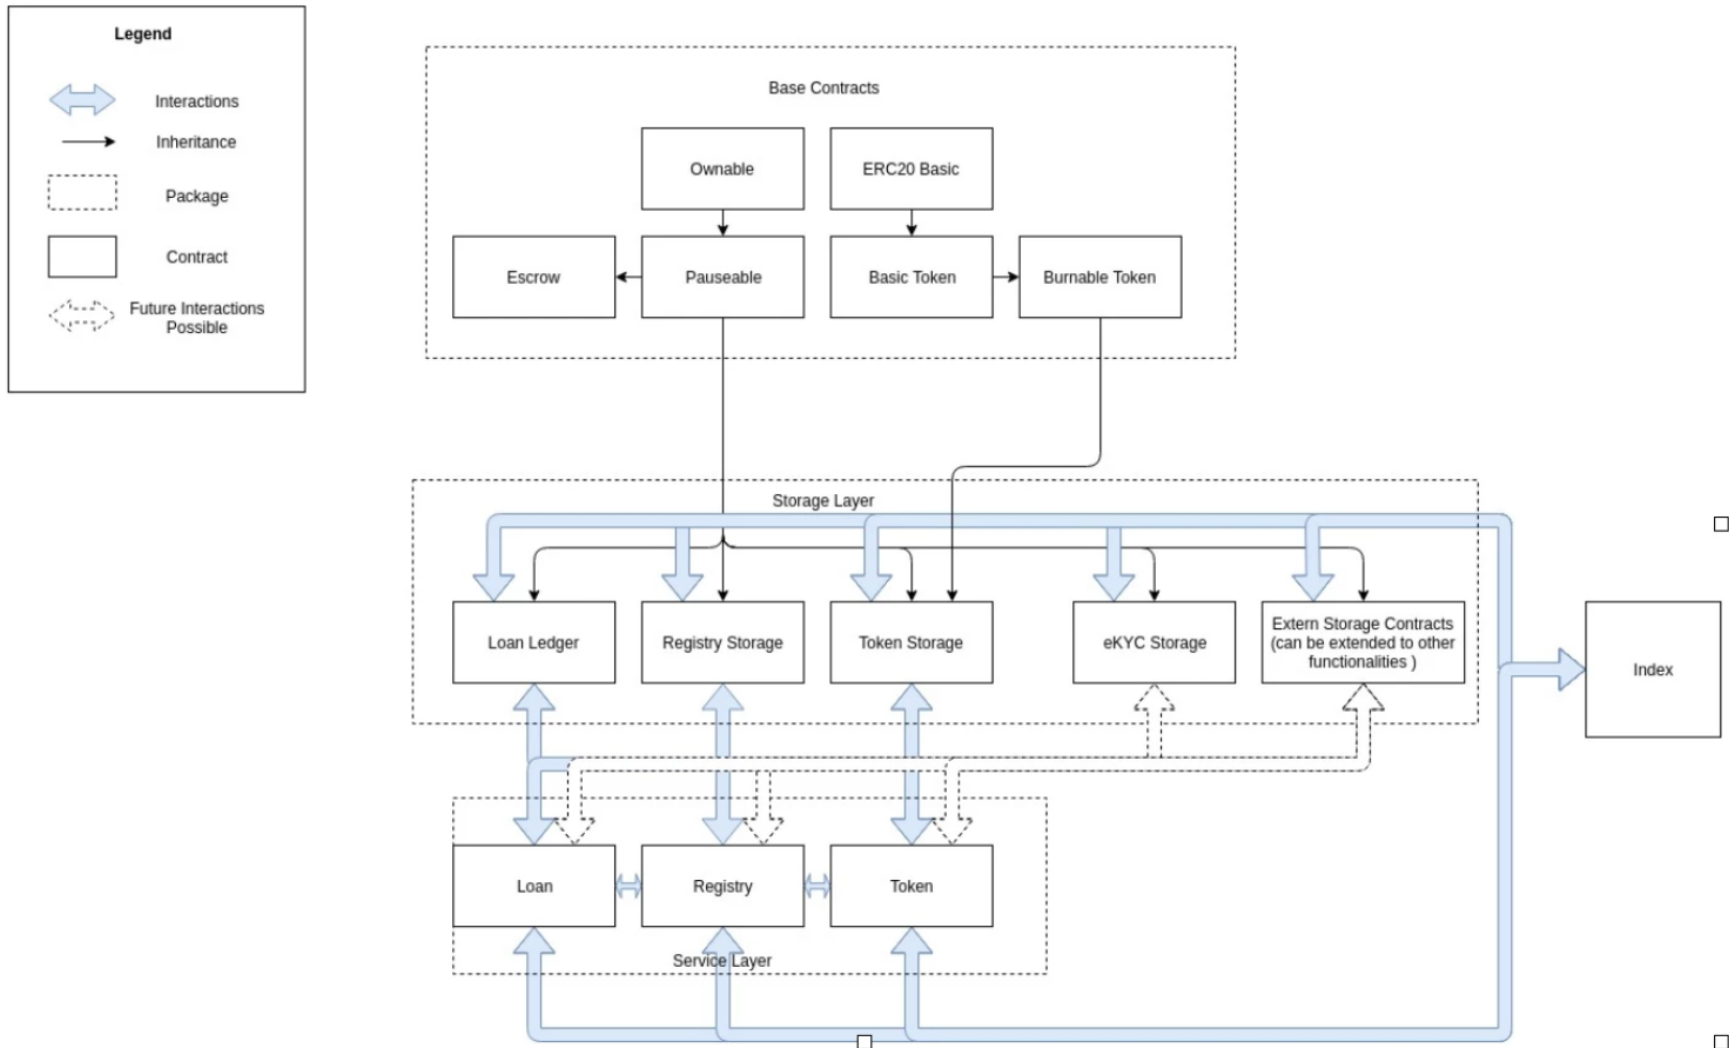 Legend
Interactions
Inheritance
Package
Contract
Future Interactions
Possible
Base Contracts
Ownable
ERC20 Basic
Escrow
Pauseable
Basic Token
Burnable Token
Storage Layer
Loan Ledger
Registry Storage
Token Storage
eKYC Storage
Extern Storage Contracts
(can be extended to other
functionalities )
Index
Loan
Registry
Token
Service Layer